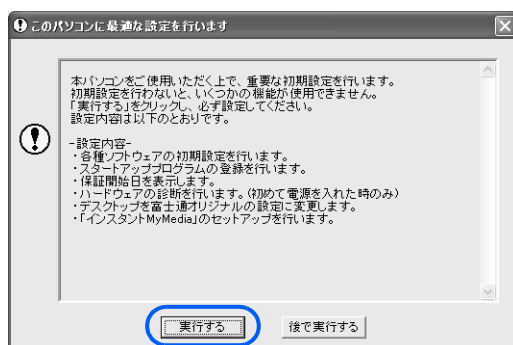 このパソコンに最適な設定を行います
本パソコンをご使用いただく上で、重要な初期設定を行います。
初期設定を行わないと、いくつかの機能が使用できません。
「実行する」をクリックし、必ず設定してください。
設定内容は以下のとおりです。
-設定内容-
・各種ソフトウェアの初期設定を行います。
・スタートアッププログラムの登録を行います。
・保証開始日を表示します。
・ハードウェアの診断を行います。(初めて電源を入れた時のみ)
・デスクトップを富士通オリジナルの設定に変更します。
・「インスタントMyMedia」のセットアップを行います。
実行する 後で実行する